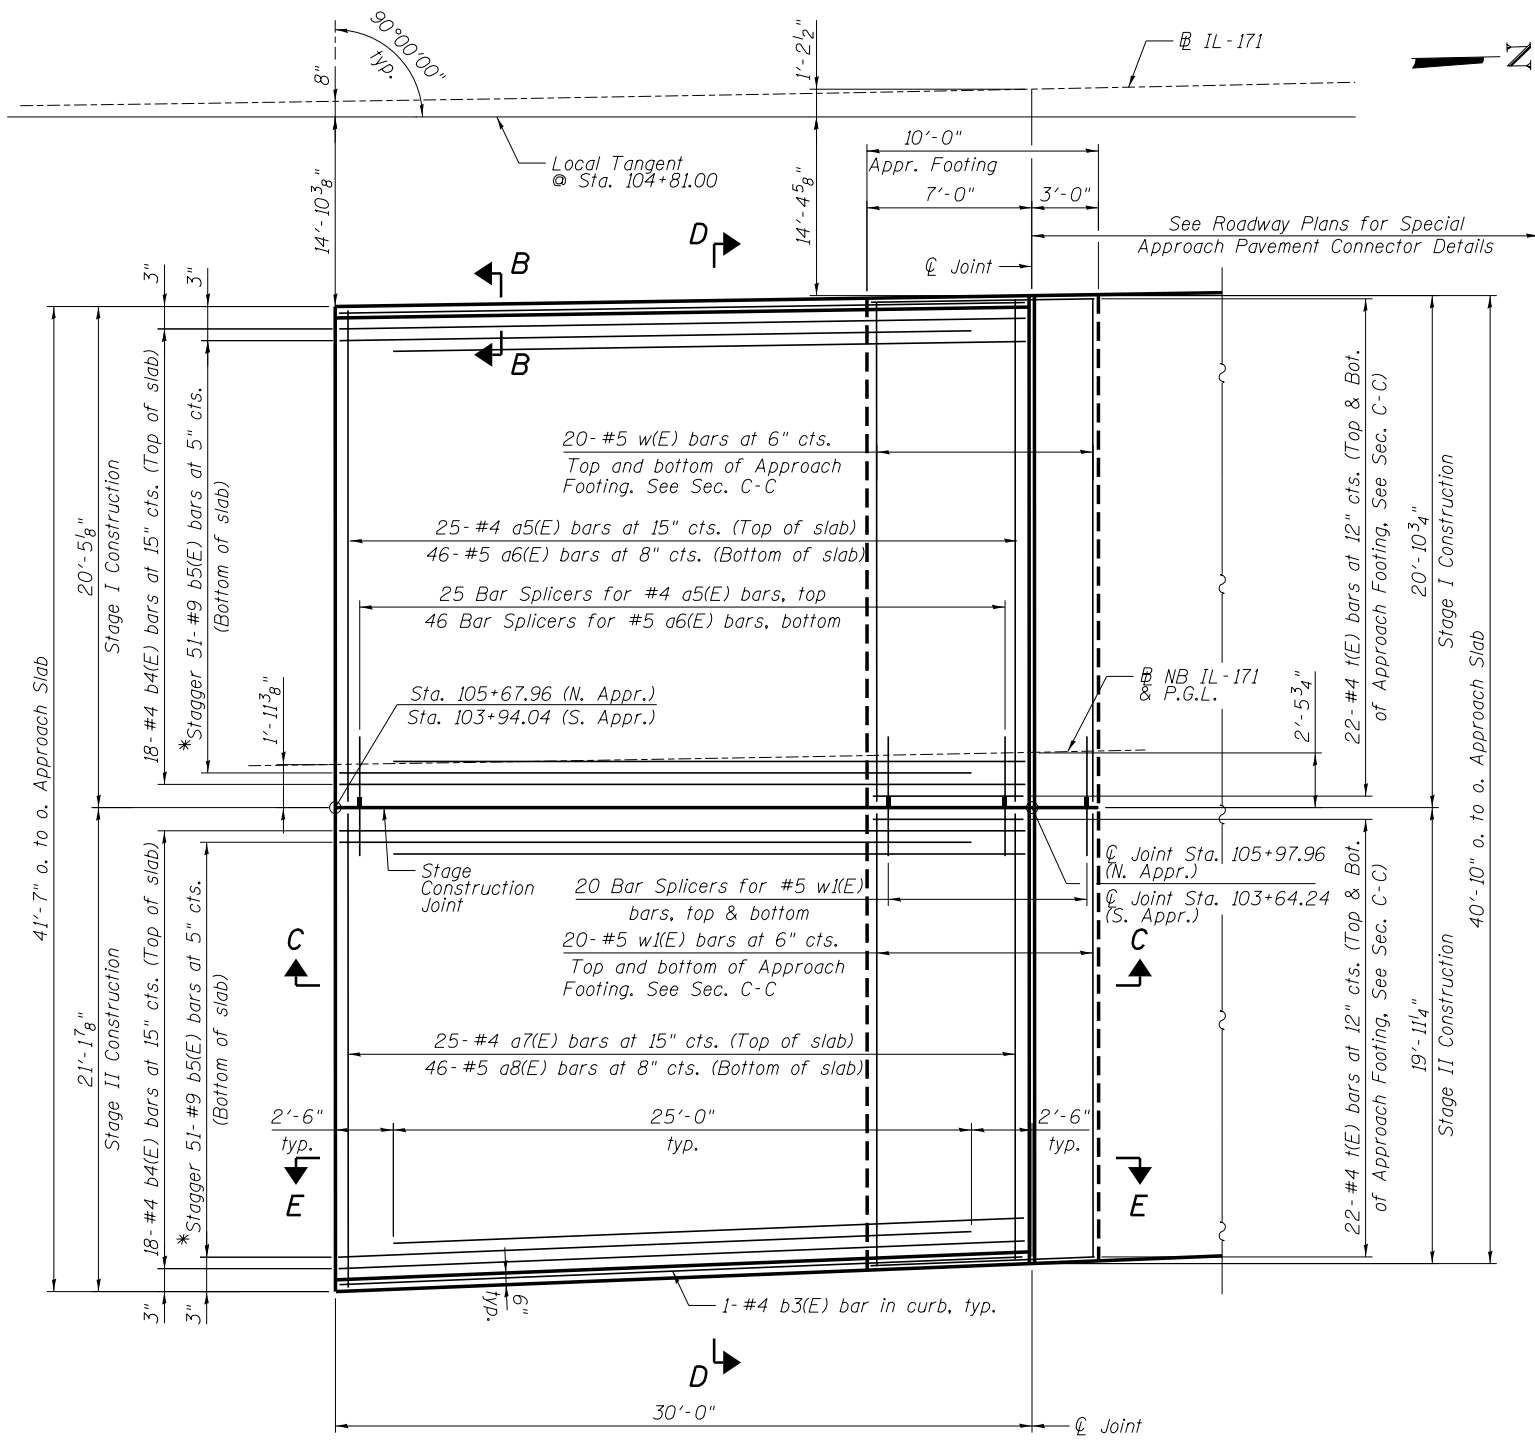 90°00'00"
typ.
8"
1'-2½"
℄ IL-171
N
Local Tangent
@ Sta. 104+81.00
14'-10⅜"
14'-4⅝"
10'-0"
Appr. Footing
7'-0"
3'-0"
See Roadway Plans for Special
Approach Pavement Connector Details
℄ Joint
D
B
B
3"
3"
41'-7" o. to o. Approach Slab
20'-5⅛"
Stage I Construction
18-#4 b4(E) bars at 15" cts. (Top of slab)
*Stagger 51-#9 b5(E) bars at 5" cts.
(Bottom of slab)
1'-11⅜"
20-#5 w(E) bars at 6" cts.
Top and bottom of Approach
Footing. See Sec. C-C
25-#4 a5(E) bars at 15" cts. (Top of slab)
46-#5 a6(E) bars at 8" cts. (Bottom of slab)
25 Bar Splicers for #4 a5(E) bars, top
46 Bar Splicers for #5 a6(E) bars, bottom
Sta. 105+67.96 (N. Appr.)
Sta. 103+94.04 (S. Appr.)
℄ NB IL-171
& P.G.L.
2'-5¾"
22-#4 t(E) bars at 12" cts. (Top & Bot.
of Approach Footing, See Sec. C-C)
20'-10¾"
Stage I Construction
40'-10" o. to o. Approach Slab
Stage
Construction
Joint
20 Bar Splicers for #5 w1(E)
bars, top & bottom
20-#5 w1(E) bars at 6" cts.
Top and bottom of Approach
Footing. See Sec. C-C
℄ Joint Sta. 105+97.96
(N. Appr.)
℄ Joint Sta. 103+64.24
(S. Appr.)
C
C
21'-1⅞"
Stage II Construction
18-#4 b4(E) bars at 15" cts. (Top of slab)
*Stagger 51-#9 b5(E) bars at 5" cts.
(Bottom of slab)
25-#4 a7(E) bars at 15" cts. (Top of slab)
46-#5 a8(E) bars at 8" cts. (Bottom of slab)
22-#4 t(E) bars at 12" cts. (Top & Bot.
of Approach Footing, See Sec. C-C)
19'-11¼"
Stage II Construction
2'-6"
typ.
25'-0"
typ.
2'-6"
typ.
E
E
3"
3"
6"
typ.
1-#4 b3(E) bar in curb, typ.
D
30'-0"
℄ Joint